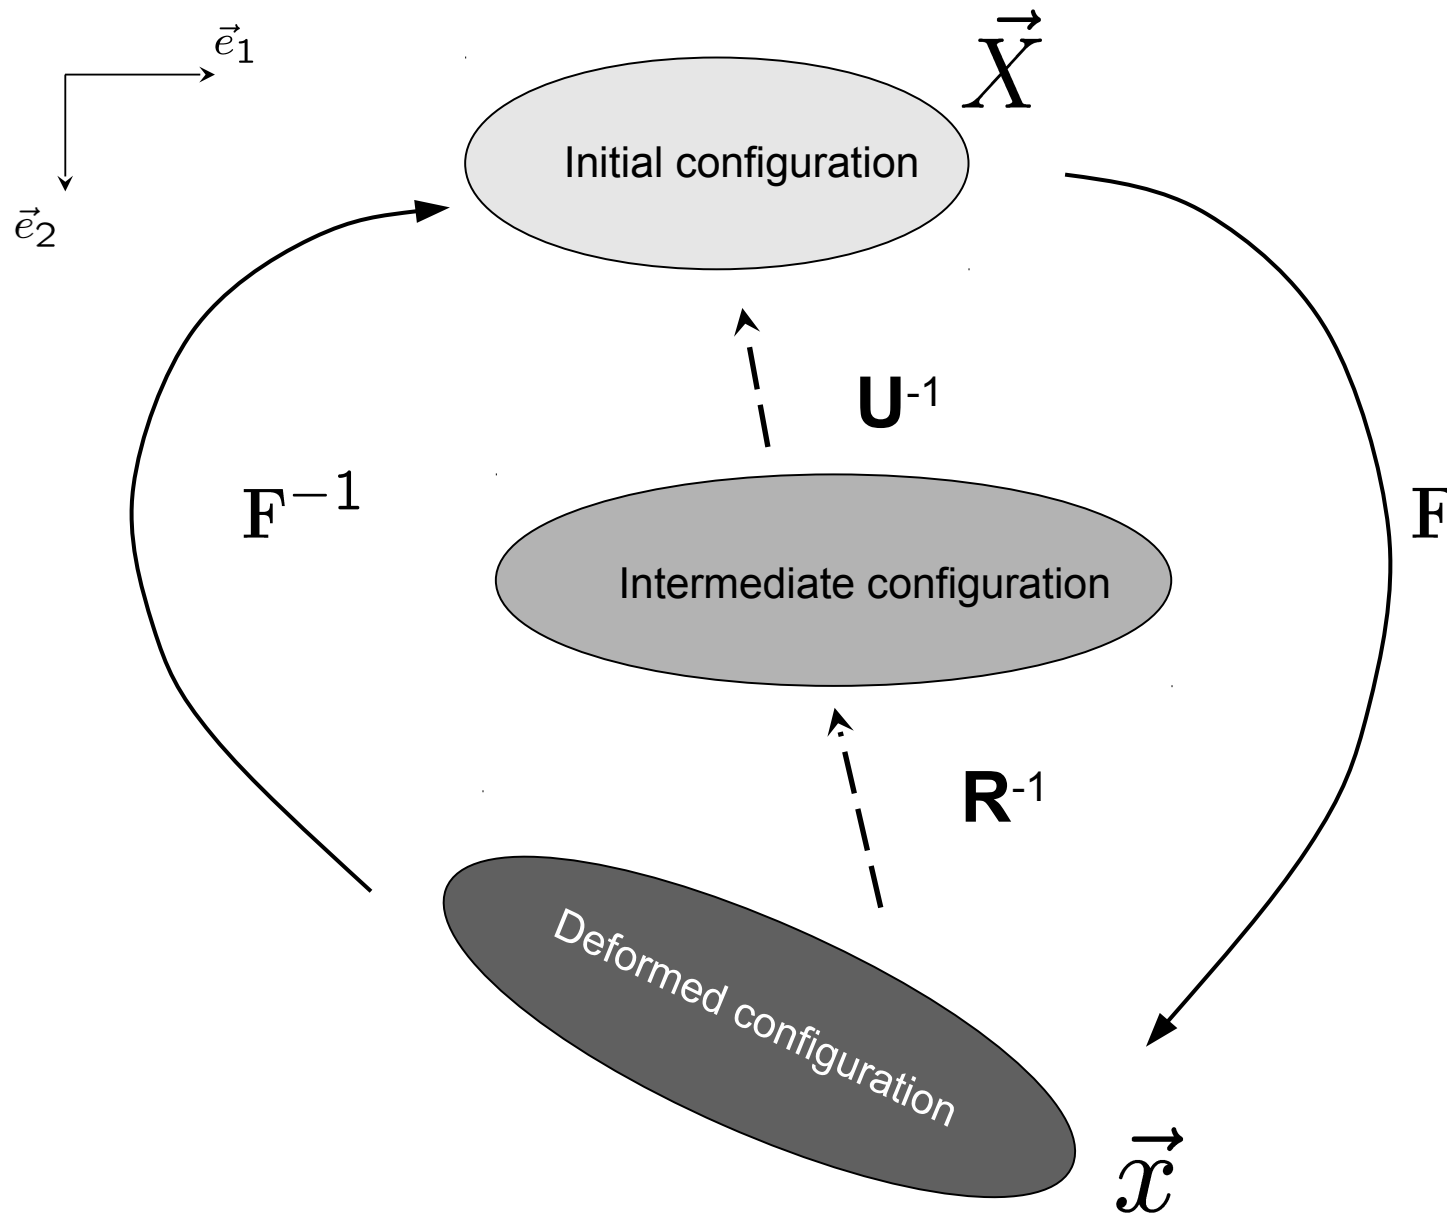 e⃗₁
X⃗
Initial configuration
e⃗₂
U⁻¹
F⁻¹
F
Intermediate configuration
R⁻¹
Deformed configuration
x⃗